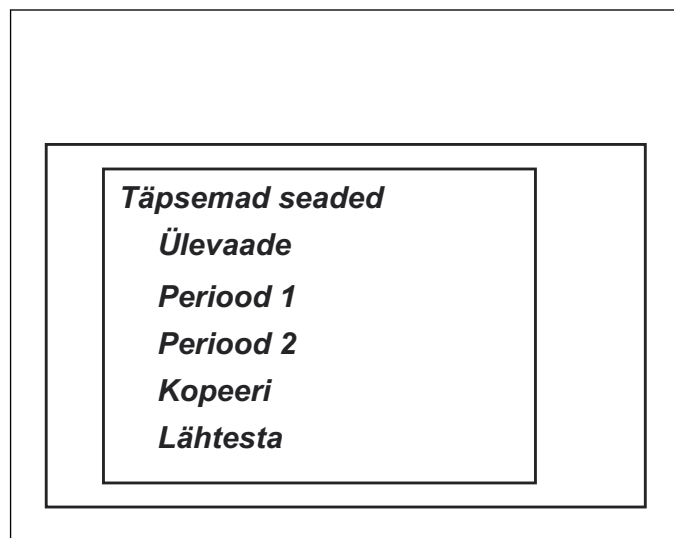 Täpsemad seaded
Ülevaade
Periood 1
Periood 2
Kopeeri
Lähtesta